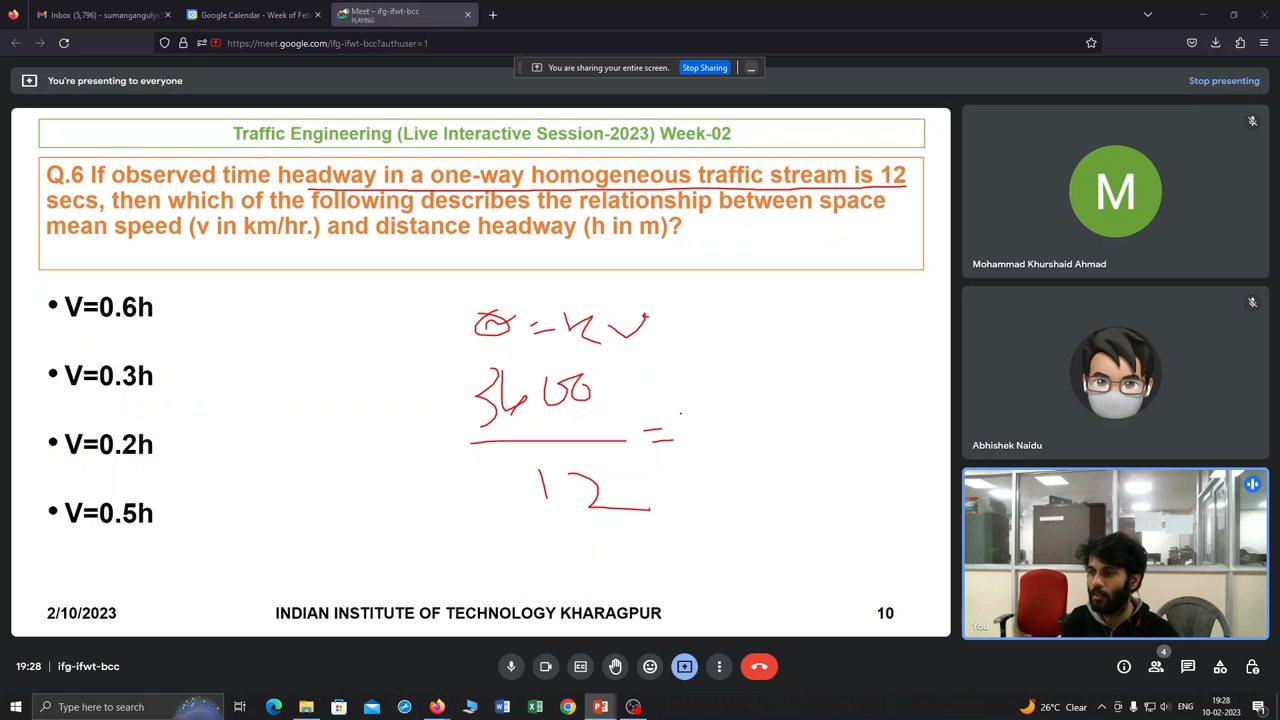 Inbox (5,796) - sumangangulys
Google Calendar - Week of Fel
Meet – ifg-ifwt-bcc
PLAYING
https://meet.google.com/ifg-ifwt-bcc?authuser=1
You are sharing your entire screen.
Stop Sharing
You're presenting to everyone
Stop presenting
Traffic Engineering (Live Interactive Session-2023) Week-02
Q.6 If observed time headway in a one-way homogeneous traffic stream is 12
secs, then which of the following describes the relationship between space
mean speed (v in km/hr.) and distance headway (h in m)?
• V=0.6h
• V=0.3h
• V=0.2h
• V=0.5h
= K V
3600
=
12
2/10/2023
INDIAN INSTITUTE OF TECHNOLOGY KHARAGPUR
10
M
Mohammad Khurshaid Ahmad
Abhishek Naidu
You
19:28
ifg-ifwt-bcc
4
Type here to search
26°C Clear
ENG
19:28
10-02-2023